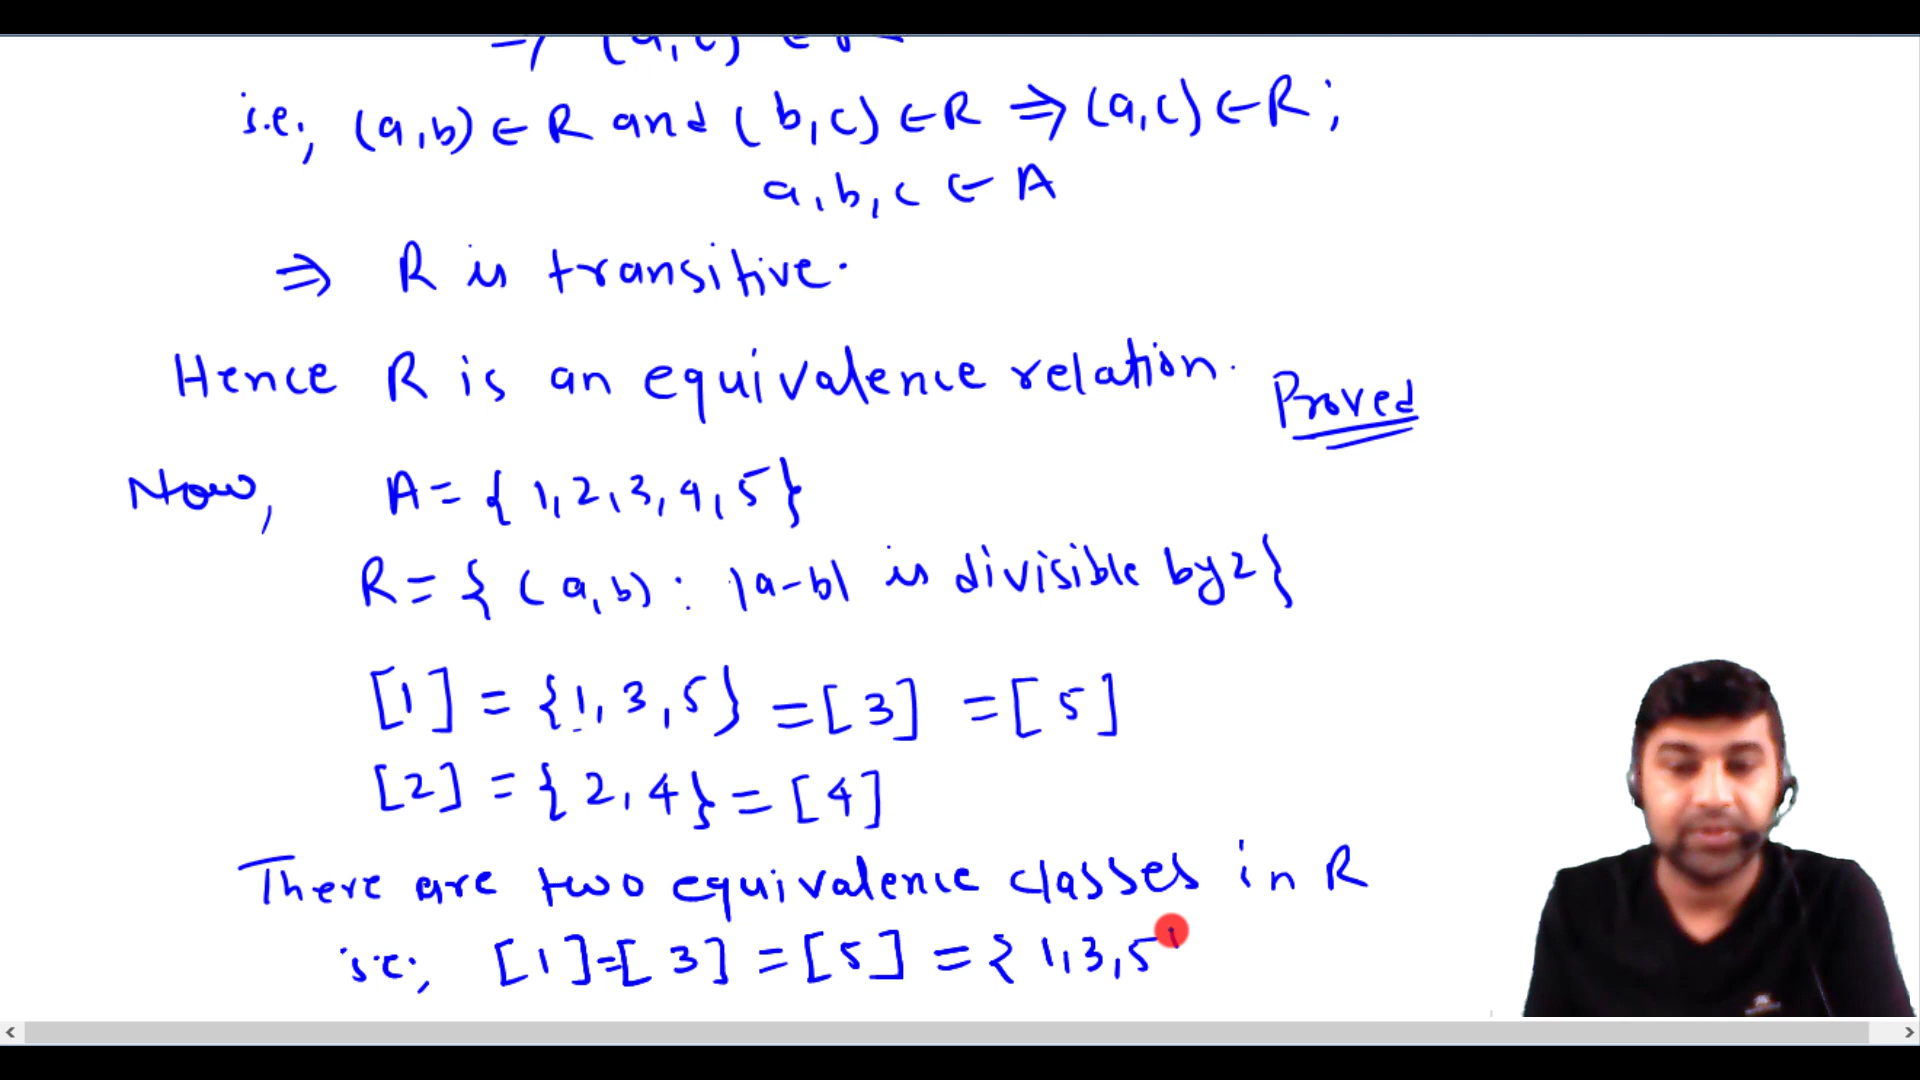 i.e; (a,b) ∈ R and (b,c) ∈ R ⇒ (a,c) ∈ R;
a,b,c ∈ A
⇒ R is transitive.
Hence R is an equivalence relation.
Proved
Now, A = {1,2,3,4,5}
R = {(a,b) : |a-b| is divisible by 2}
[1] = {1,3,5} = [3] = [5]
[2] = {2,4} = [4]
There are two equivalence classes in R
i.e; [1] = [3] = [5] = {1,3,5